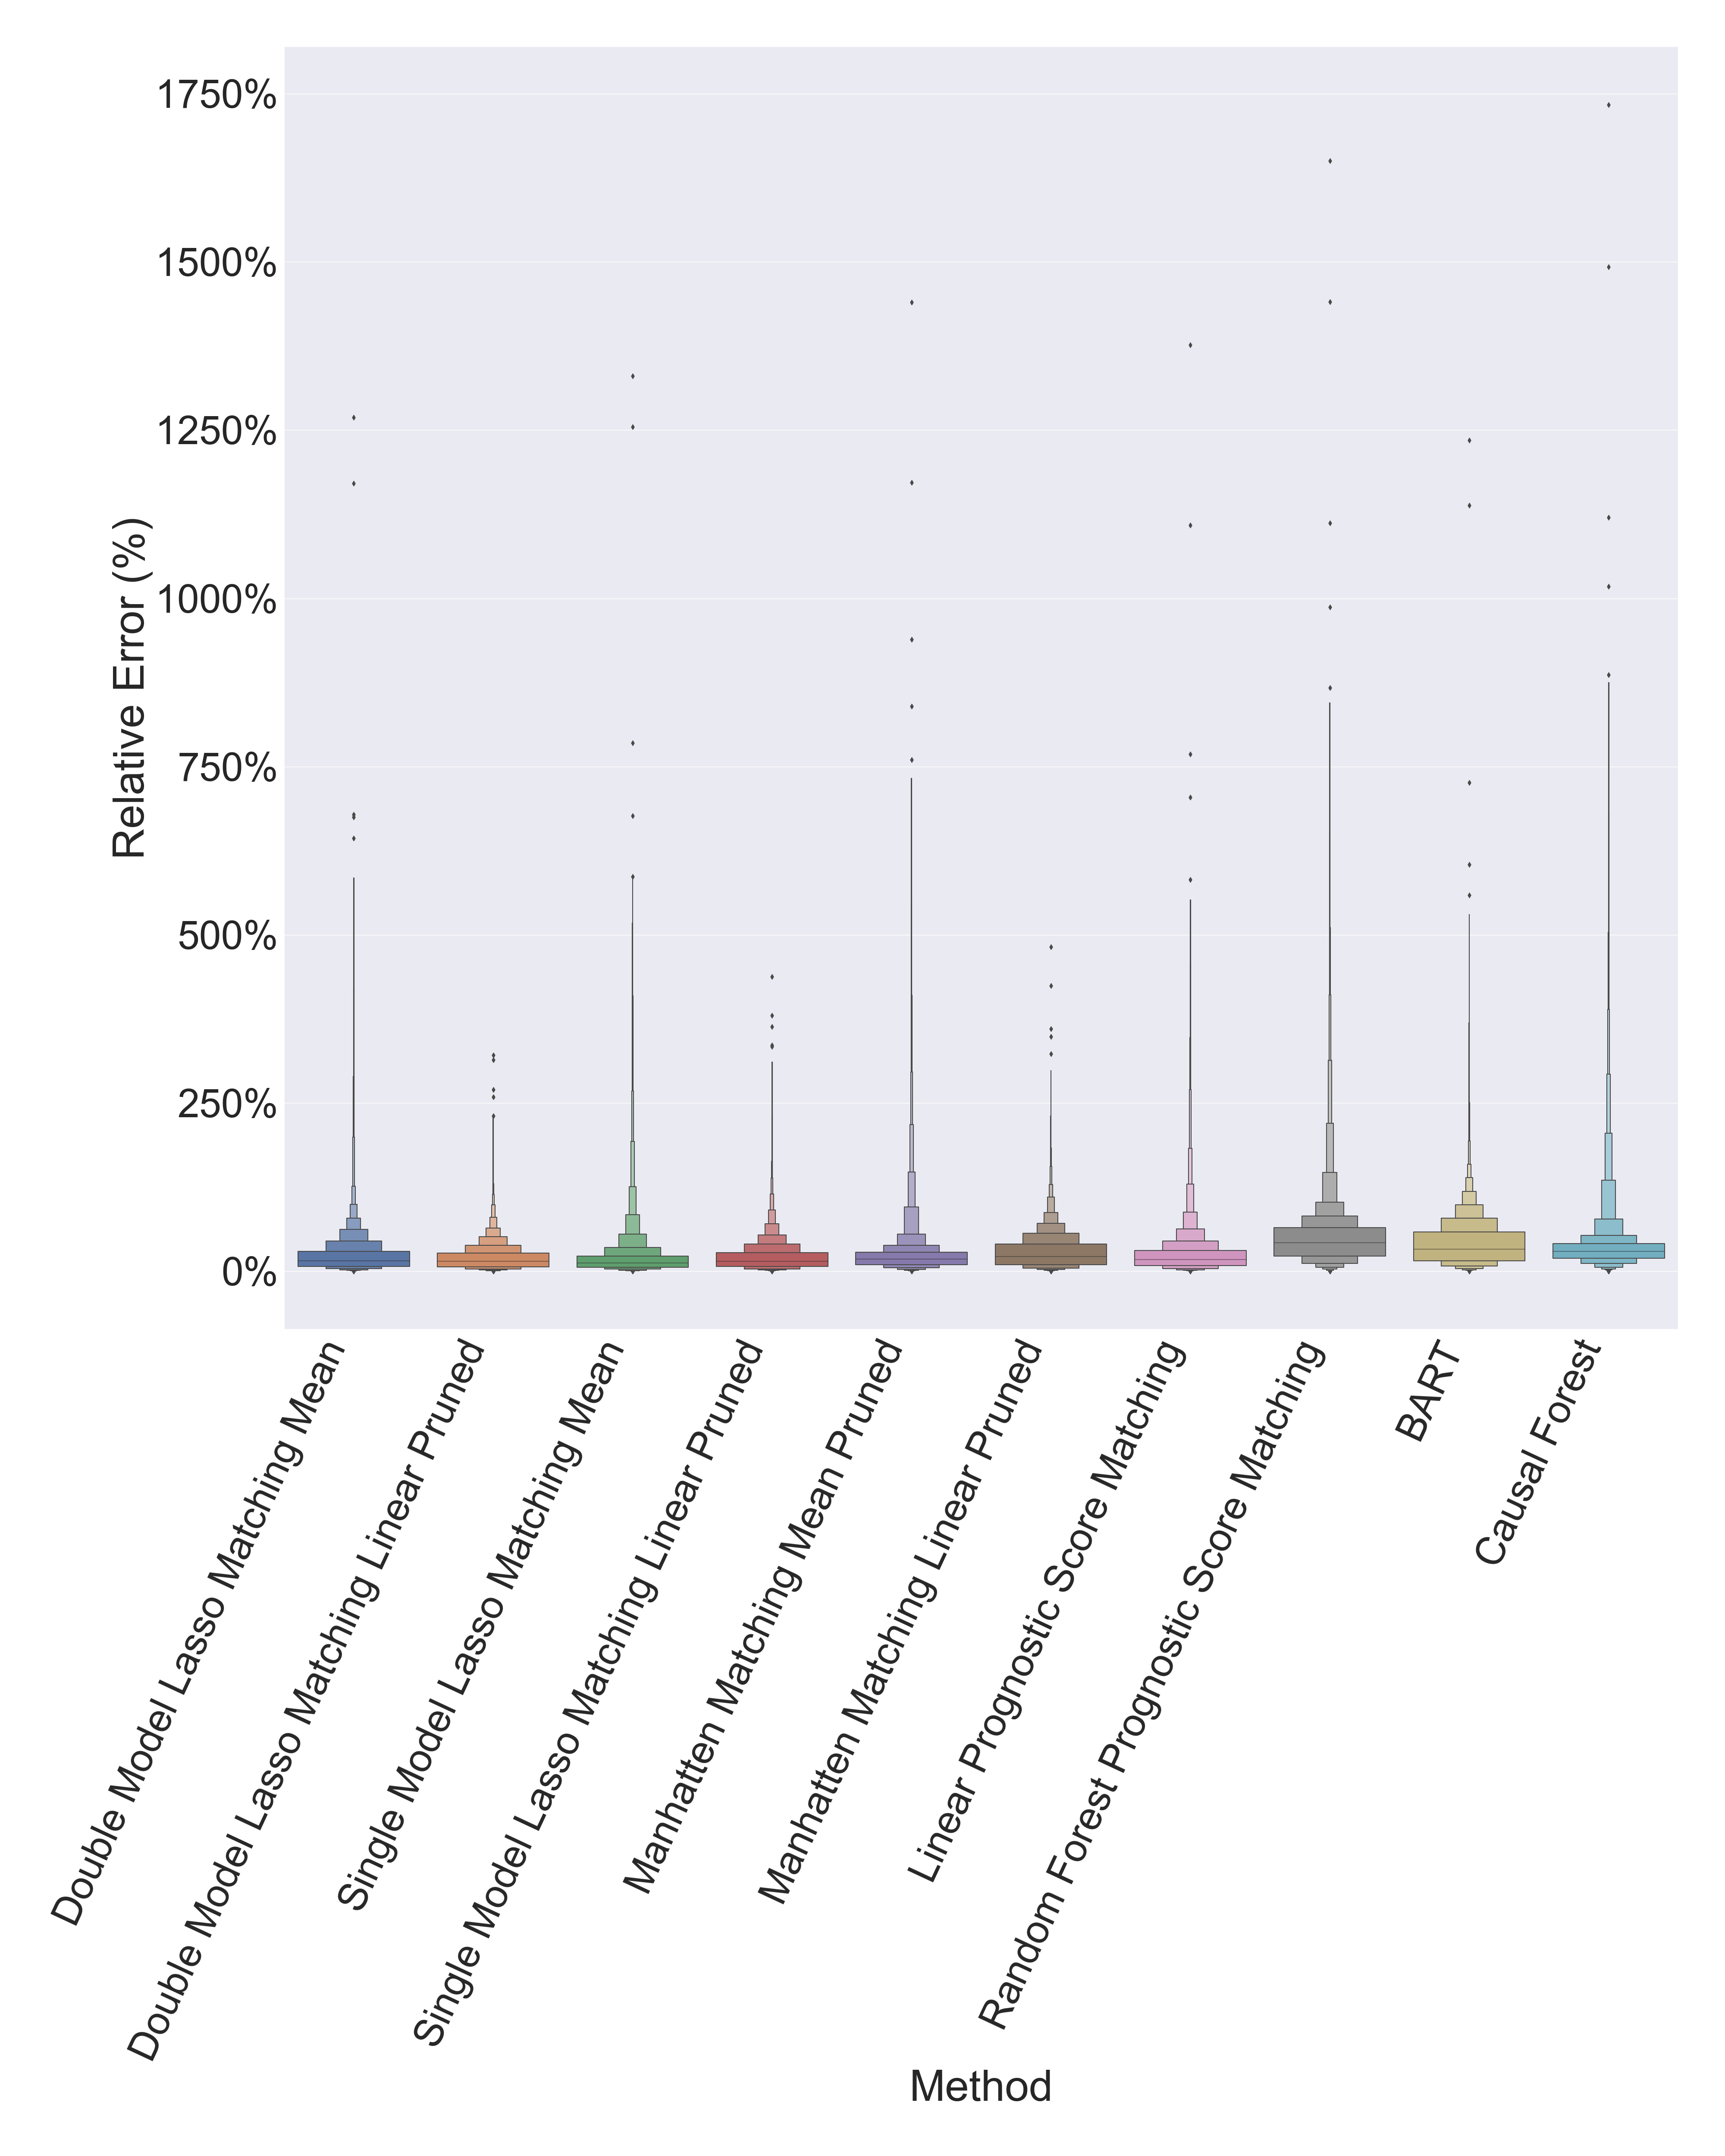 1750%
1500%
1250%
1000%
750%
500%
250%
0%
Relative Error (%)
Double Model Lasso Matching Mean
Double Model Lasso Matching Linear Pruned
Single Model Lasso Matching Mean
Single Model Lasso Matching Linear Pruned
Manhatten Matching Mean Pruned
Manhatten Matching Linear Pruned
Linear Prognostic Score Matching
Random Forest Prognostic Score Matching
BART
Causal Forest
Method